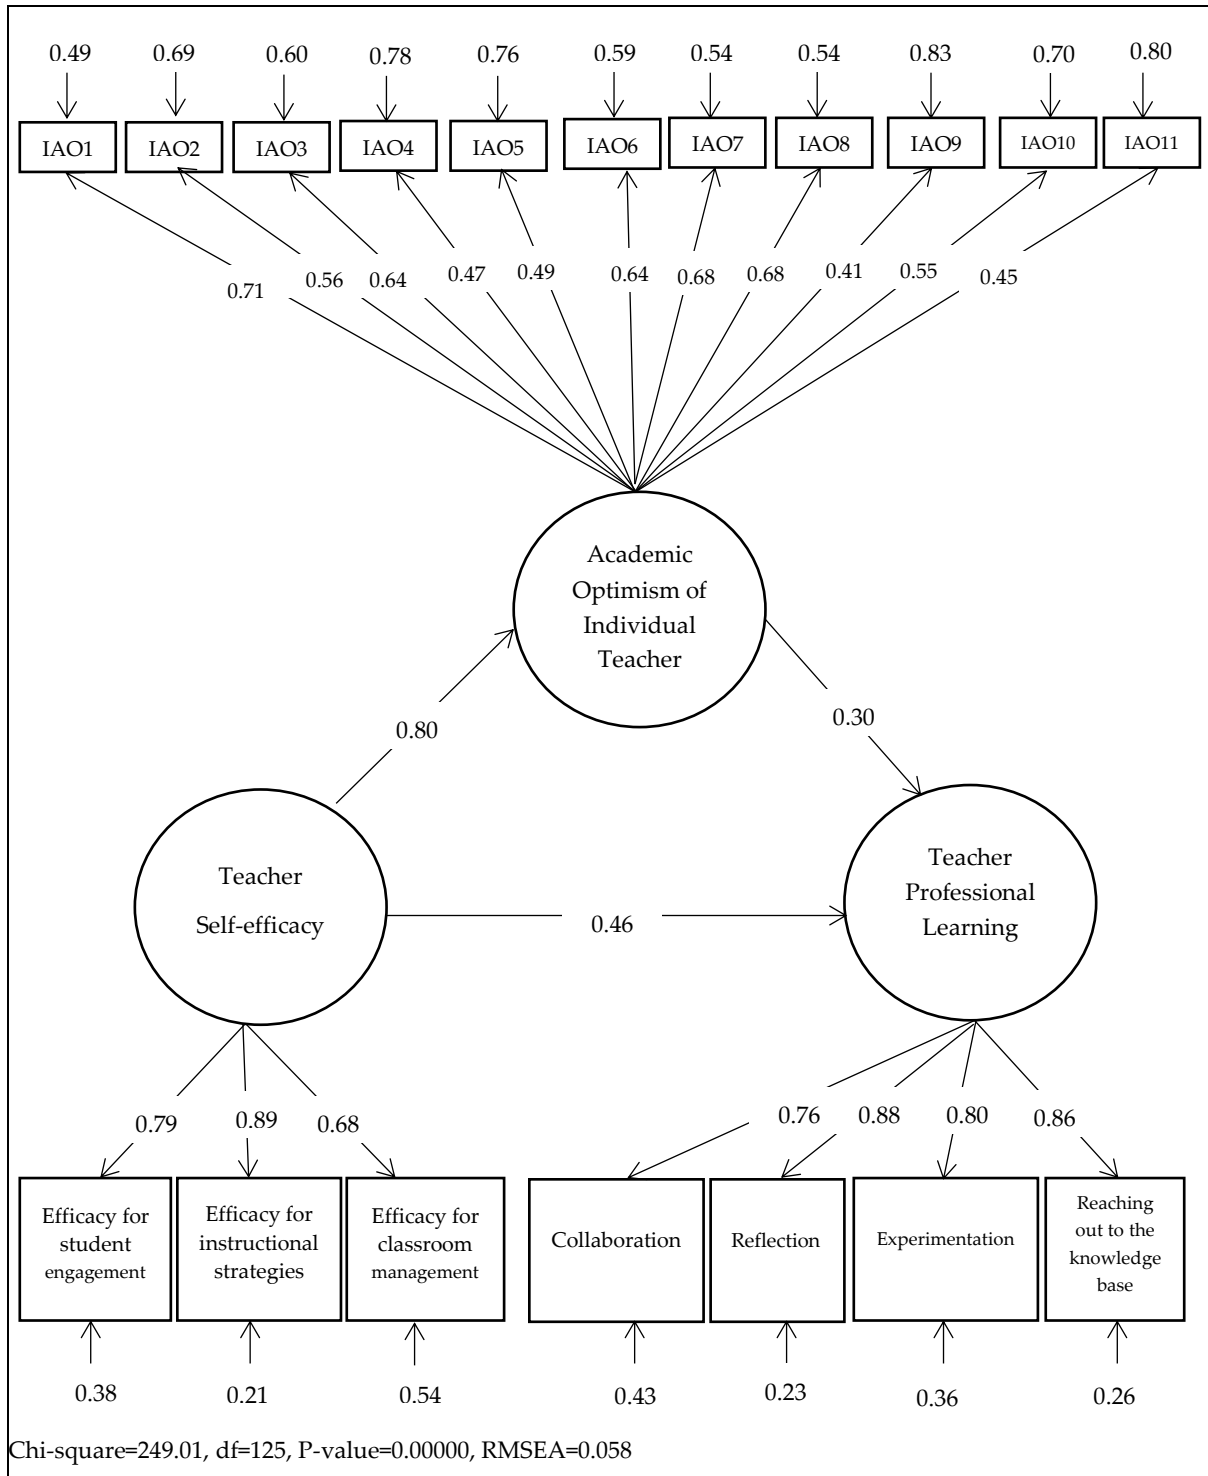 0.49 0.69 0.60 0.78 0.76 0.59 0.54 0.54 0.83 0.70 0.80
IAO1 IAO2 IAO3 IAO4 IAO5 IAO6 IAO7 IAO8 IAO9 IAO10 IAO11
0.71 0.56 0.64 0.47 0.49 0.64 0.68 0.68 0.41 0.55 0.45
Academic
Optimism of
Individual
Teacher
0.80
0.30
Teacher
Self-efficacy
0.46
Teacher
Professional
Learning
0.79 0.89 0.68
0.76 0.88 0.80 0.86
Efficacy for
student
engagement
Efficacy for
instructional
strategies
Efficacy for
classroom
management
Collaboration
Reflection
Experimentation
Reaching
out to the
knowledge
base
0.38 0.21 0.54 0.43 0.23 0.36 0.26
Chi-square=249.01, df=125, P-value=0.00000, RMSEA=0.058